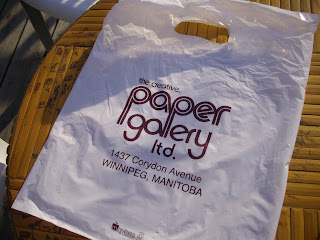 the creative
paper
gallery
ltd.
1437 Corydon Avenue
WINNIPEG, MANITOBA